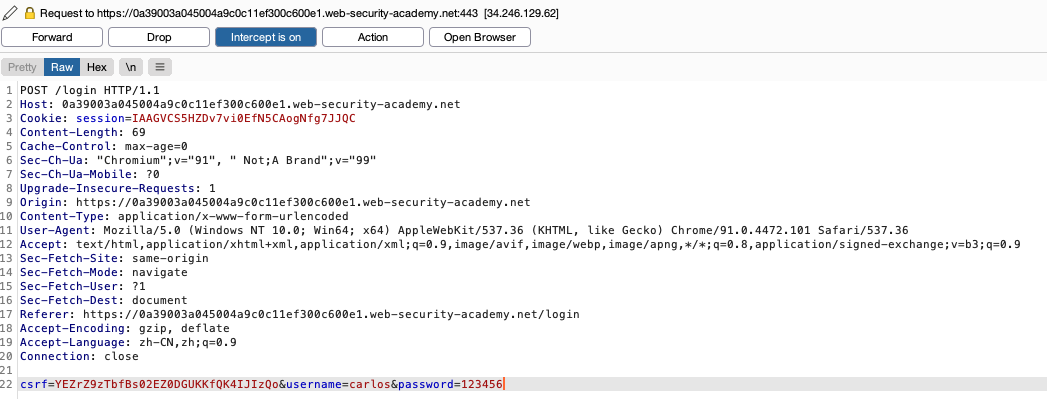 Request to https://0a39003a045004a9c0c11ef300c600e1.web-security-academy.net:443 [34.246.129.62]
Forward Drop Intercept is on Action Open Browser
Pretty Raw Hex \n
1 POST /login HTTP/1.1
2 Host: 0a39003a045004a9c0c11ef300c600e1.web-security-academy.net
3 Cookie: session=IAAGVCS5HZDv7vi0EfN5CAogNfg7JJQC
4 Content-Length: 69
5 Cache-Control: max-age=0
6 Sec-Ch-Ua: "Chromium";v="91", " Not;A Brand";v="99"
7 Sec-Ch-Ua-Mobile: ?0
8 Upgrade-Insecure-Requests: 1
9 Origin: https://0a39003a045004a9c0c11ef300c600e1.web-security-academy.net
10 Content-Type: application/x-www-form-urlencoded
11 User-Agent: Mozilla/5.0 (Windows NT 10.0; Win64; x64) AppleWebKit/537.36 (KHTML, like Gecko) Chrome/91.0.4472.101 Safari/537.36
12 Accept: text/html,application/xhtml+xml,application/xml;q=0.9,image/avif,image/webp,image/apng,*/*;q=0.8,application/signed-exchange;v=b3;q=0.9
13 Sec-Fetch-Site: same-origin
14 Sec-Fetch-Mode: navigate
15 Sec-Fetch-User: ?1
16 Sec-Fetch-Dest: document
17 Referer: https://0a39003a045004a9c0c11ef300c600e1.web-security-academy.net/login
18 Accept-Encoding: gzip, deflate
19 Accept-Language: zh-CN,zh;q=0.9
20 Connection: close
21
22 csrf=YEZrZ9zTbfBs02EZ0DGUKKfQK4IJIzQo&username=carlos&password=123456